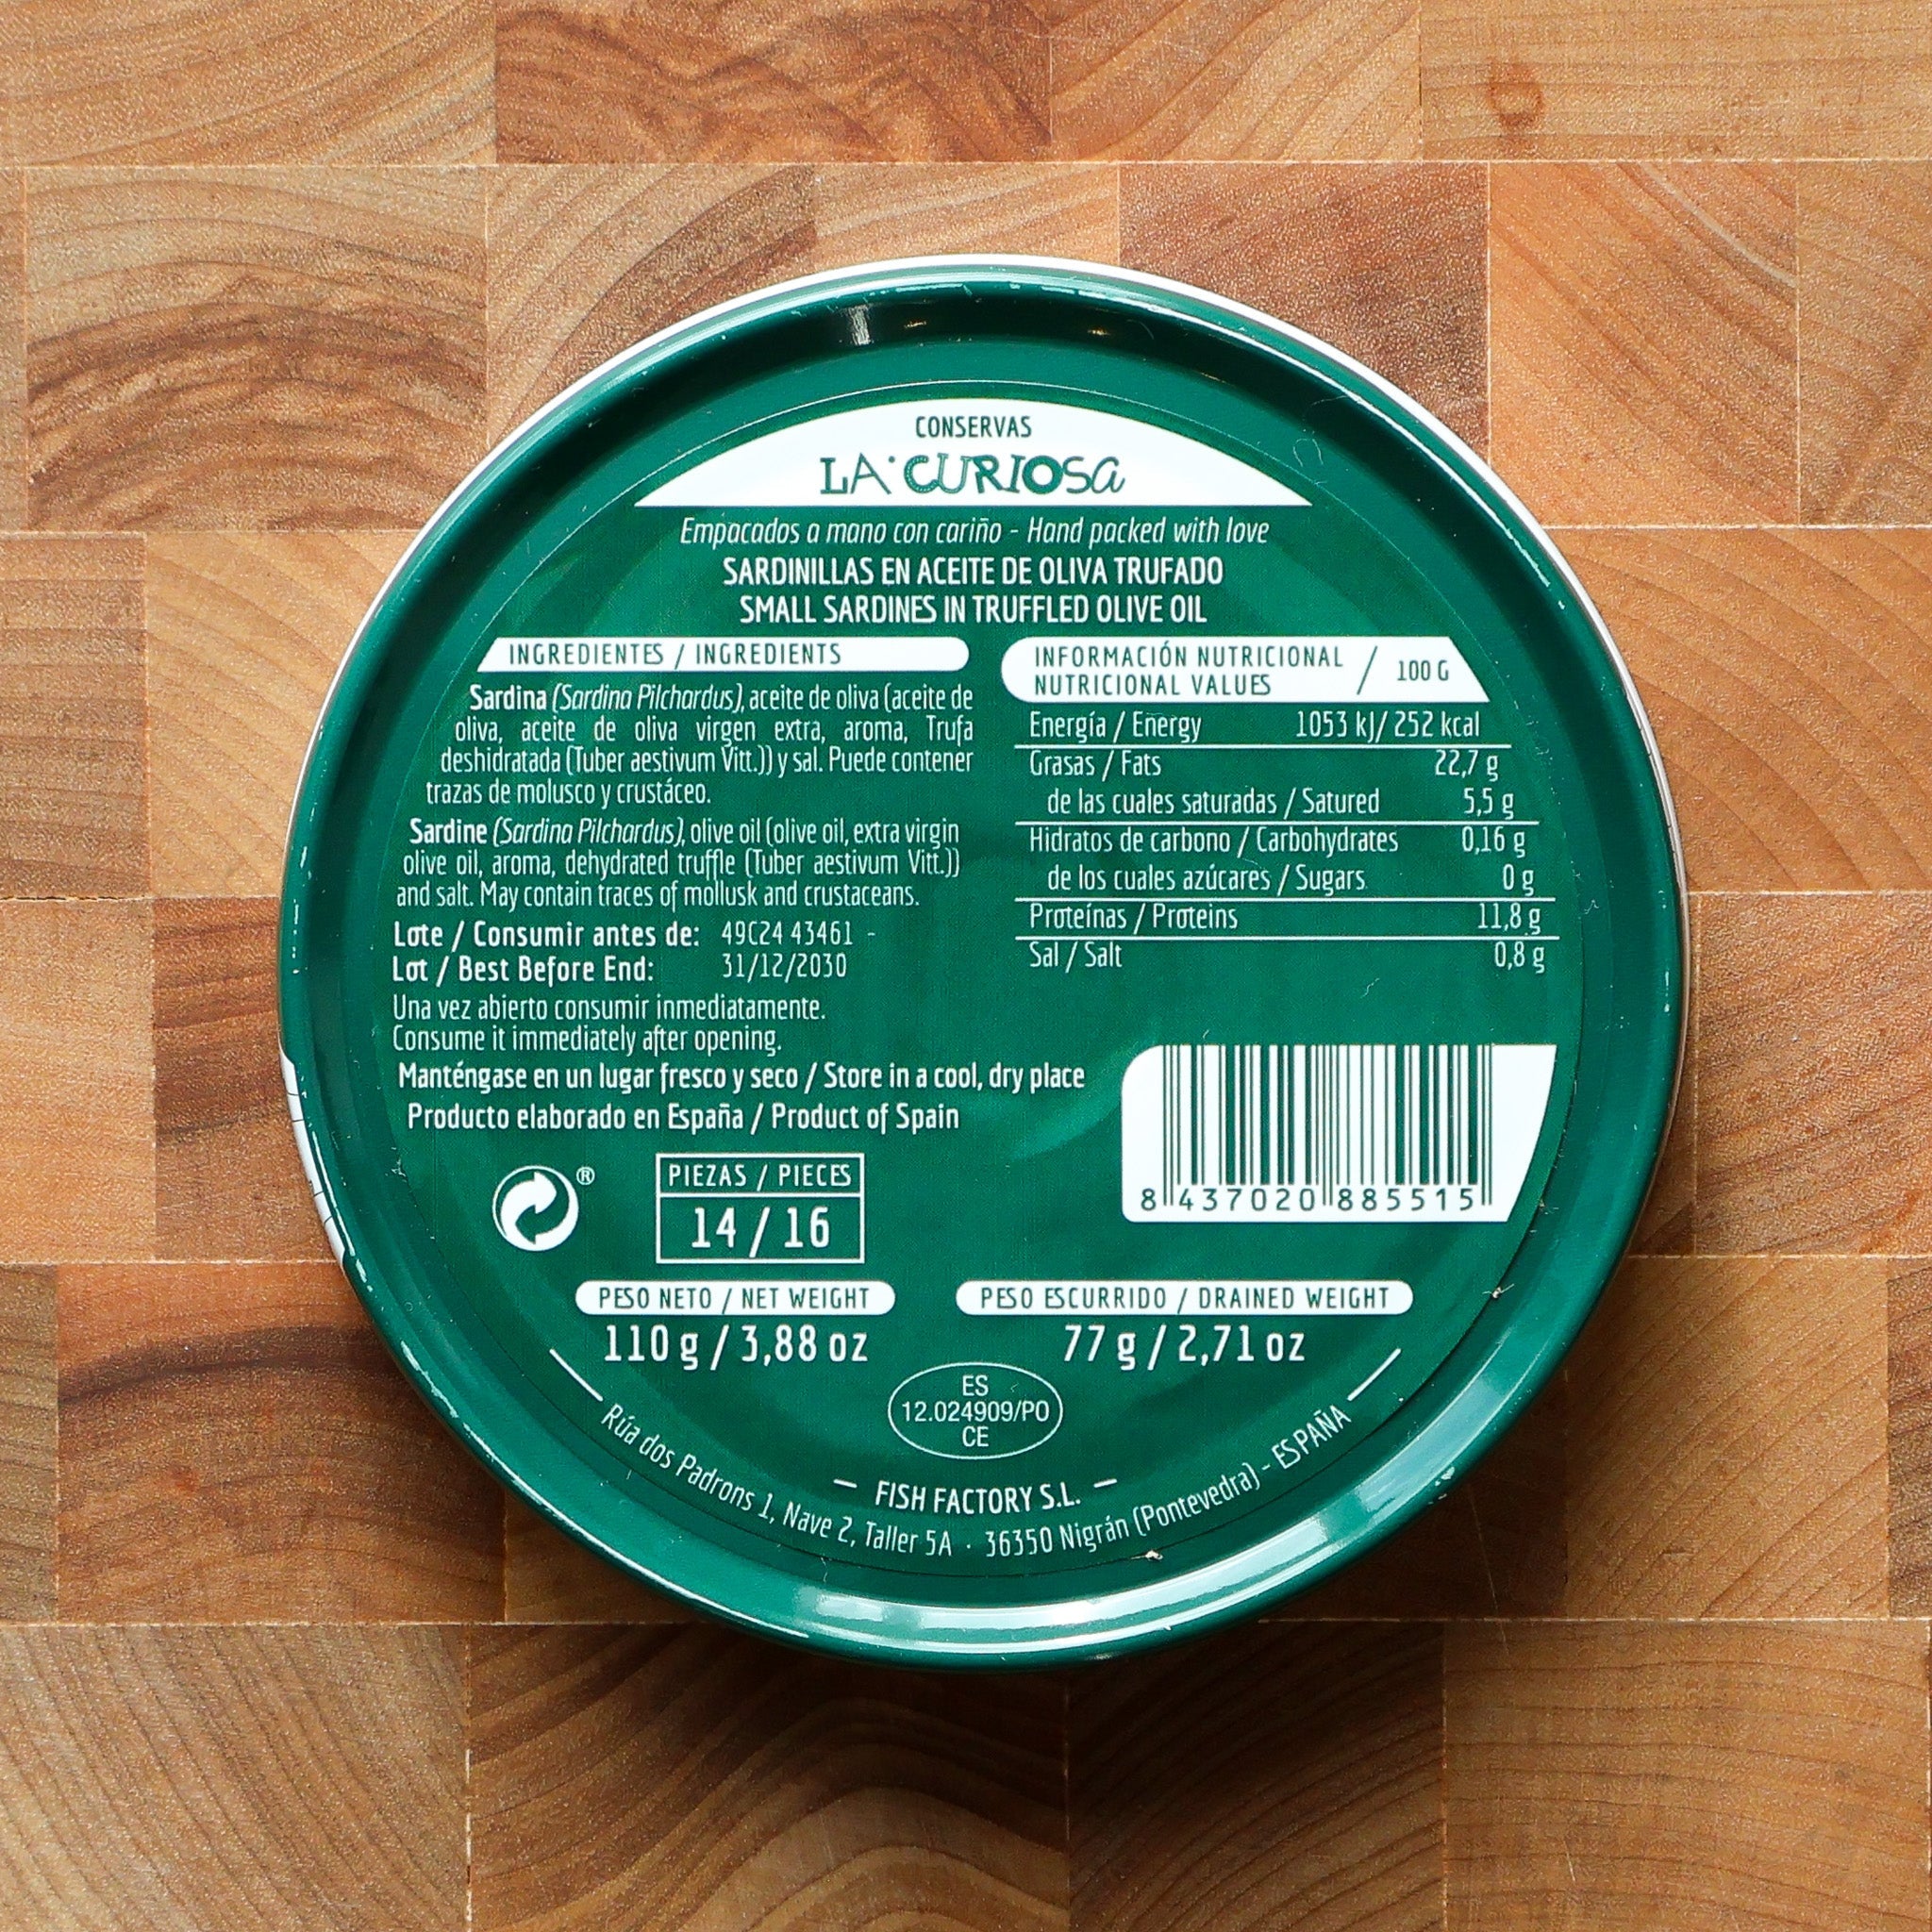 CONSERVAS
LA CURIOSa
Empacados a mano con cariño - Hand packed with love
SARDINILLAS EN ACEITE DE OLIVA TRUFADO
SMALL SARDINES IN TRUFFLED OLIVE OIL
INGREDIENTES / INGREDIENTS
Sardina (Sardina Pilchardus), aceite de oliva (aceite de
oliva, aceite de oliva virgen extra, aroma, Trufa
deshidratada (Tuber aestivum Vitt.)) y sal. Puede contener
trazas de molusco y crustáceo.
Sardine (Sardina Pilchardus), olive oil (olive oil, extra virgin
olive oil, aroma, dehydrated truffle (Tuber aestivum Vitt.))
and salt. May contain traces of mollusk and crustaceans.
Lote / Consumir antes de: 49C24 43461 -
Lot / Best Before End: 31/12/2030
Una vez abierto consumir inmediatamente.
Consume it immediately after opening.
Manténgase en un lugar fresco y seco / Store in a cool, dry place
Producto elaborado en España / Product of Spain
INFORMACIÓN NUTRICIONAL / 100 G
NUTRICIONAL VALUES
Energía / Energy 1053 kJ/ 252 kcal
Grasas / Fats 22,7 g
de las cuales saturadas / Satured 5,5 g
Hidratos de carbono / Carbohydrates 0,16 g
de los cuales azúcares / Sugars 0 g
Proteínas / Proteins 11,8 g
Sal / Salt 0,8 g
8 437020 885515
®
PIEZAS / PIECES
14 / 16
PESO NETO / NET WEIGHT
110 g / 3,88 oz
PESO ESCURRIDO / DRAINED WEIGHT
77 g / 2,71 oz
ES
12.024909/PO
CE
FISH FACTORY S.L.
Rúa dos Padrons 1, Nave 2, Taller 5A · 36350 Nigrán (Pontevedra) - ESPAÑA